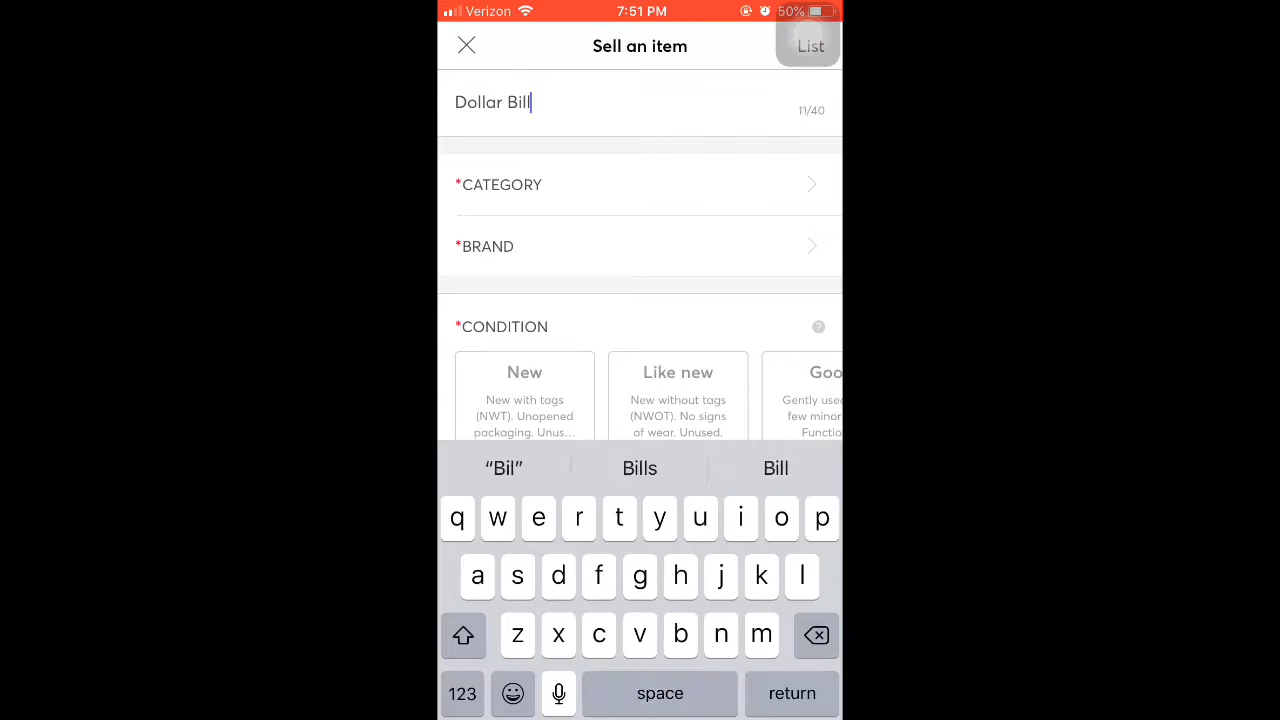 Verizon 7:51 PM 50%
Sell an item List
Dollar Bill
11/40
*CATEGORY
*BRAND
*CONDITION ?
New Like new Goo
New with tags New without tags Gently used
(NWT). Unopened (NWOT). No signs few minor
packaging. Unus... of wear. Unused. Functio
“Bil” Bills Bill
q w e r t y u i o p
a s d f g h j k l
z x c v b n m
123 space return